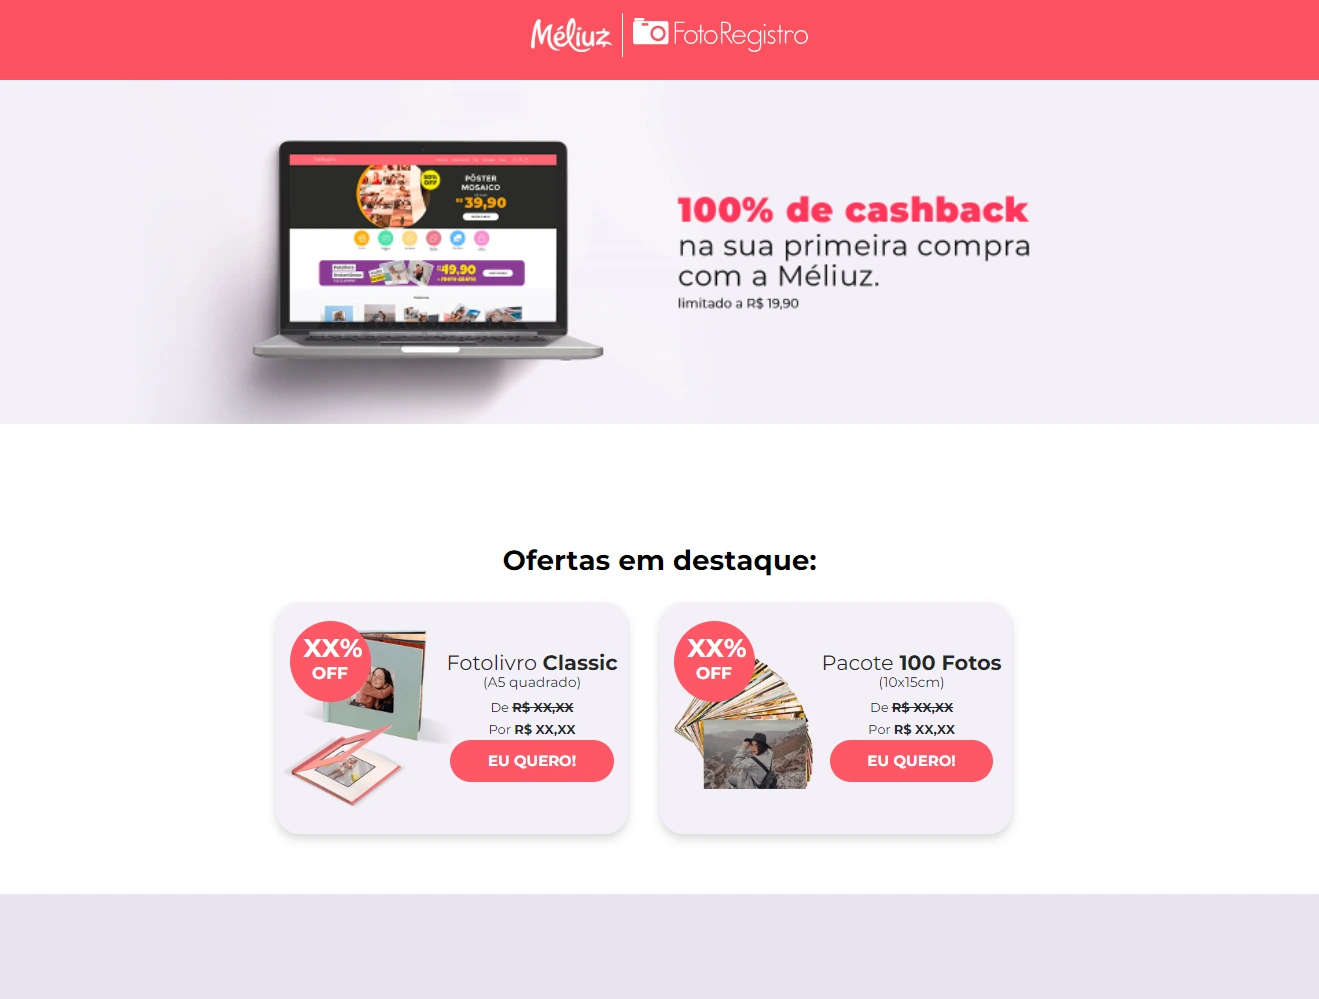 Méliuz FotoRegistro
PÔSTER
MOSAICO
R$ 39,90
50%
OFF
49,90
100% de cashback
na sua primeira compra
com a Méliuz.
limitado a R$ 19,90
Ofertas em destaque:
XX%
OFF
Fotolivro Classic
(A5 quadrado)
De R$ XX,XX
Por R$ XX,XX
EU QUERO!
XX%
OFF
Pacote 100 Fotos
(10x15cm)
De R$ XX,XX
Por R$ XX,XX
EU QUERO!